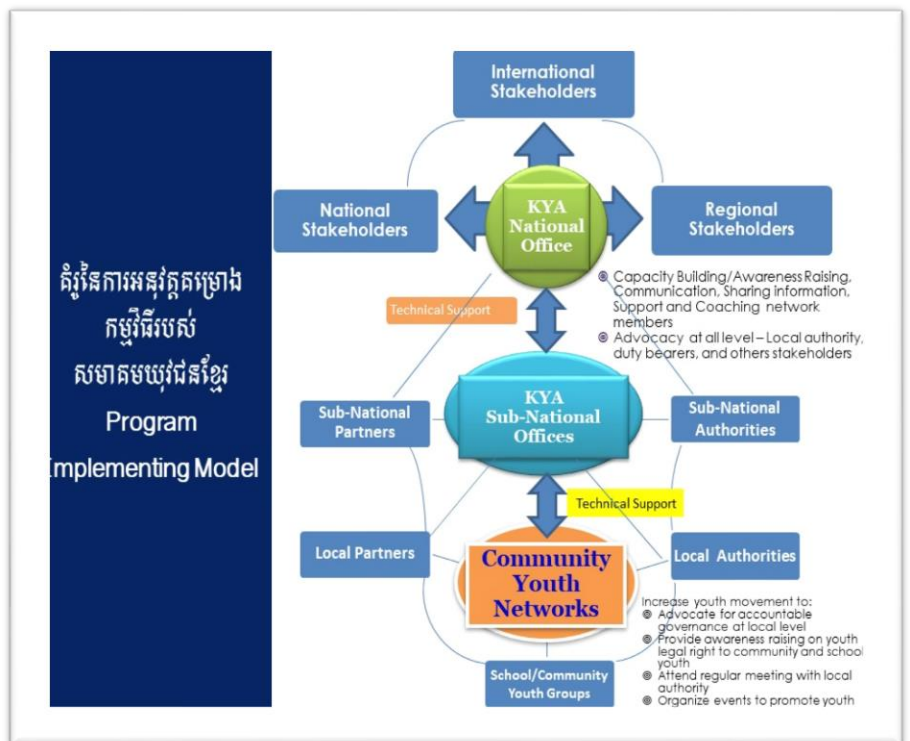 គំរូនៃការអនុវត្តគម្រោង
កម្មវិធីរបស់
សមាគមយុវជនខ្មែរ
Program
Implementing Model
International
Stakeholders
National
Stakeholders
KYA
National
Office
Regional
Stakeholders
Capacity Building/Awareness Raising,
Communication, Sharing information,
Support and Coaching network
members
Advocacy at all level – Local authority,
duty bearers, and others stakeholders
Technical Support
Sub-National
Partners
KYA
Sub-National
Offices
Sub-National
Authorities
Technical Support
Local Partners
Community
Youth
Networks
Local Authorities
Increase youth movement to:
Advocate for accountable
governance at local level
Provide awareness raising on youth
legal right to community and school
youth
Attend regular meeting with local
authority
Organize events to promote youth
School/Community
Youth Groups